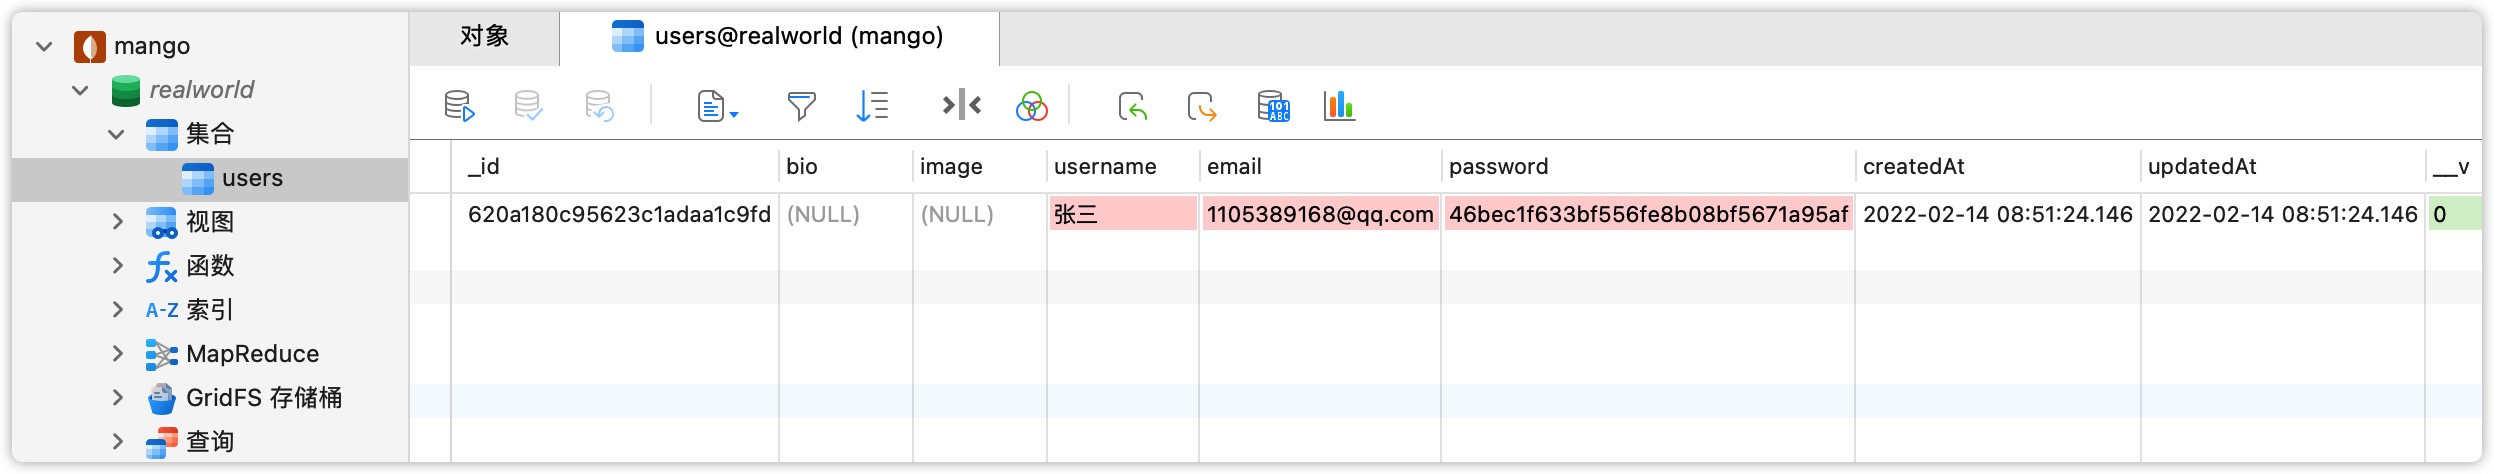 mango
realworld
集合
users
视图
函数
A-Z 索引
MapReduce
GridFS 存储桶
查询
对象
users@realworld (mango)
101
ABC
_id bio image username email password createdAt updatedAt __v
620a180c95623c1adaa1c9fd (NULL) (NULL) 张三 1105389168@qq.com 46bec1f633bf556fe8b08bf5671a95af 2022-02-14 08:51:24.146 2022-02-14 08:51:24.146 0